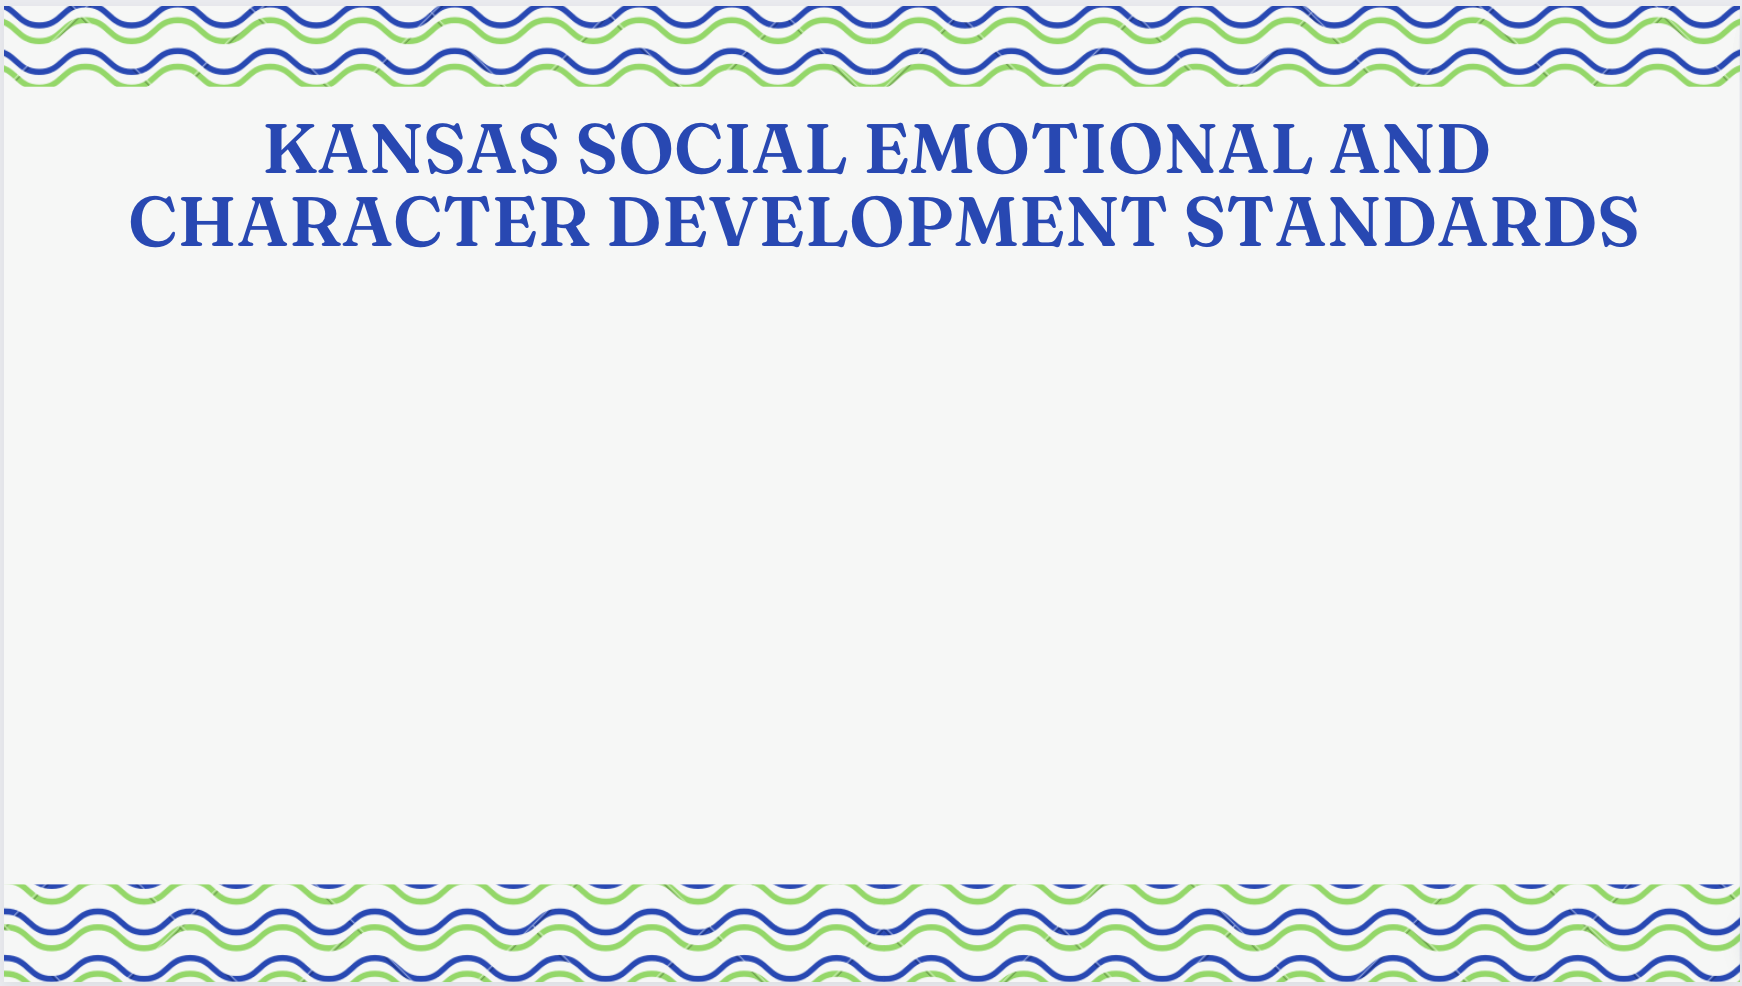 KANSAS SOCIAL EMOTIONAL AND
CHARACTER DEVELOPMENT STANDARDS